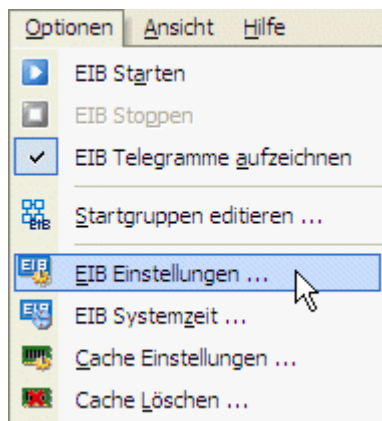 Optionen Ansicht Hilfe
EIB Starten
EIB Stoppen
EIB Telegramme aufzeichnen
Startgruppen editieren ...
EIB Einstellungen ...
EIB Systemzeit ...
Cache Einstellungen ...
Cache Löschen ...